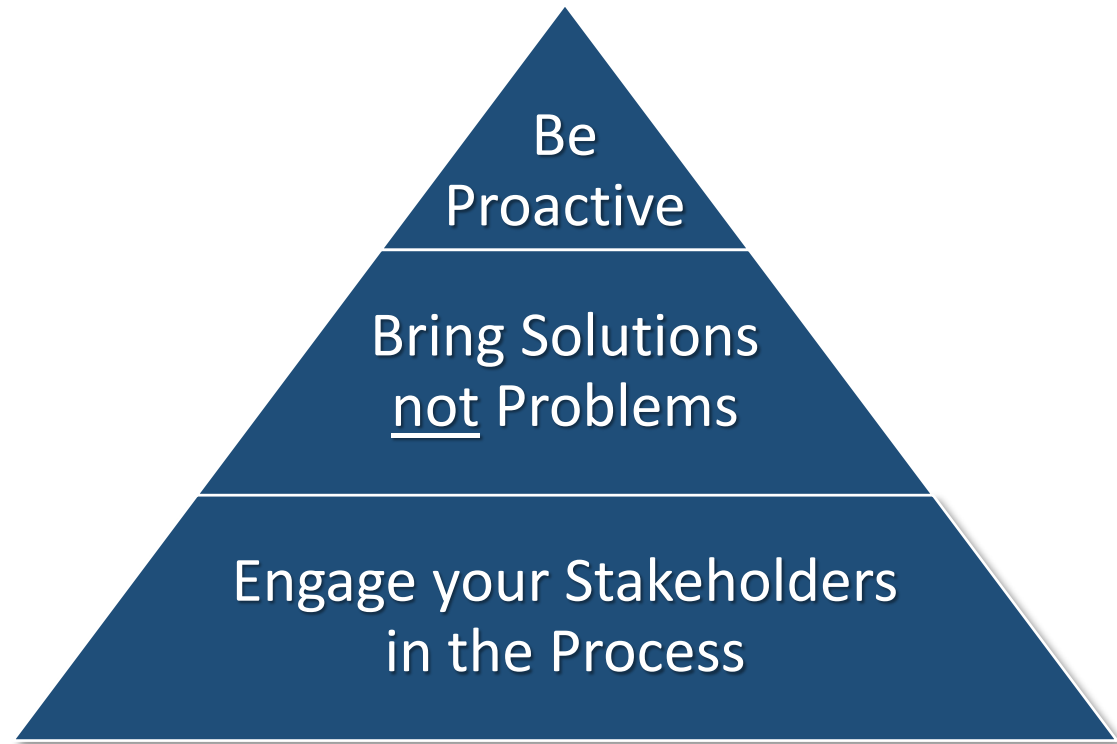 Be
Proactive
Bring Solutions
not Problems
Engage your Stakeholders
in the Process